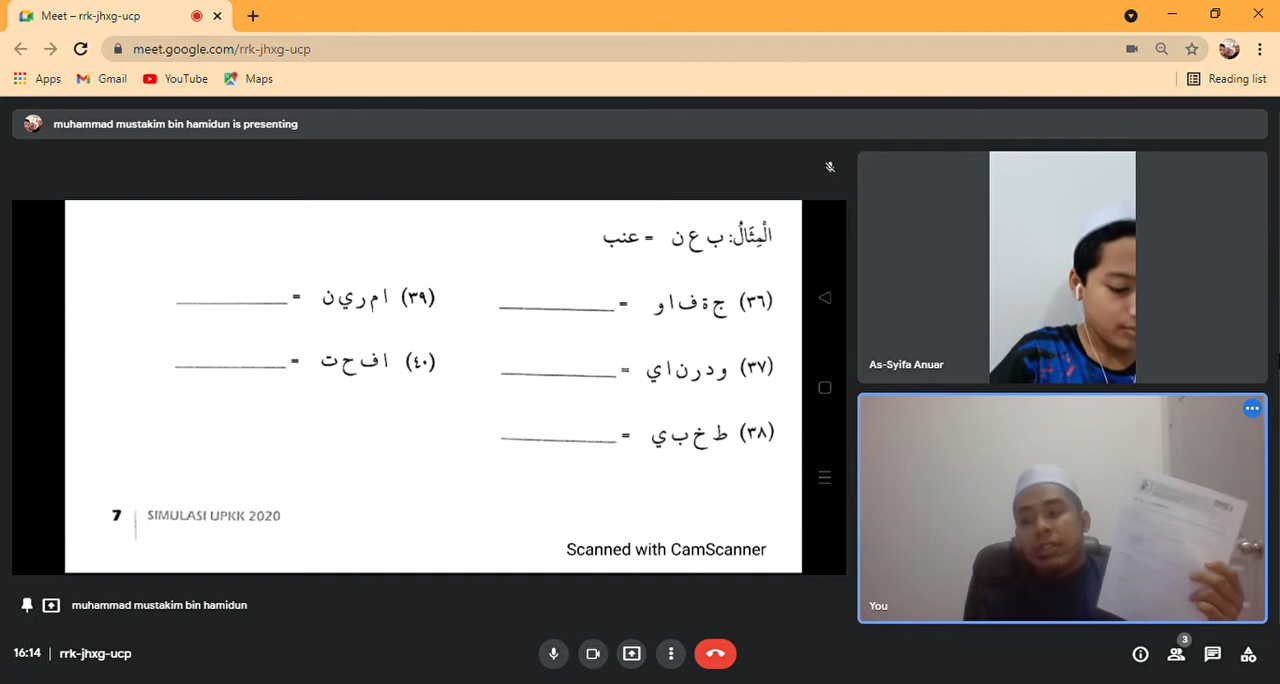 Meet – rrk-jhxg-ucp
meet.google.com/rrk-jhxg-ucp
Apps Gmail YouTube Maps Reading list
muhammad mustakim bin hamidun is presenting
الْمِثَالُ: ب ع ن = عنب
(٣٦) ج ة ف ا و = ________
(٣٧) و د ر ن ا ي = ________
(٣٨) ط خ ب ي = ________
(٣٩) ا م ر ي ن = ________
(٤٠) ا ف ح ت = ________
7 SIMULASI UPKK 2020
Scanned with CamScanner
muhammad mustakim bin hamidun
As-Syifa Anuar
You
16:14 | rrk-jhxg-ucp
3